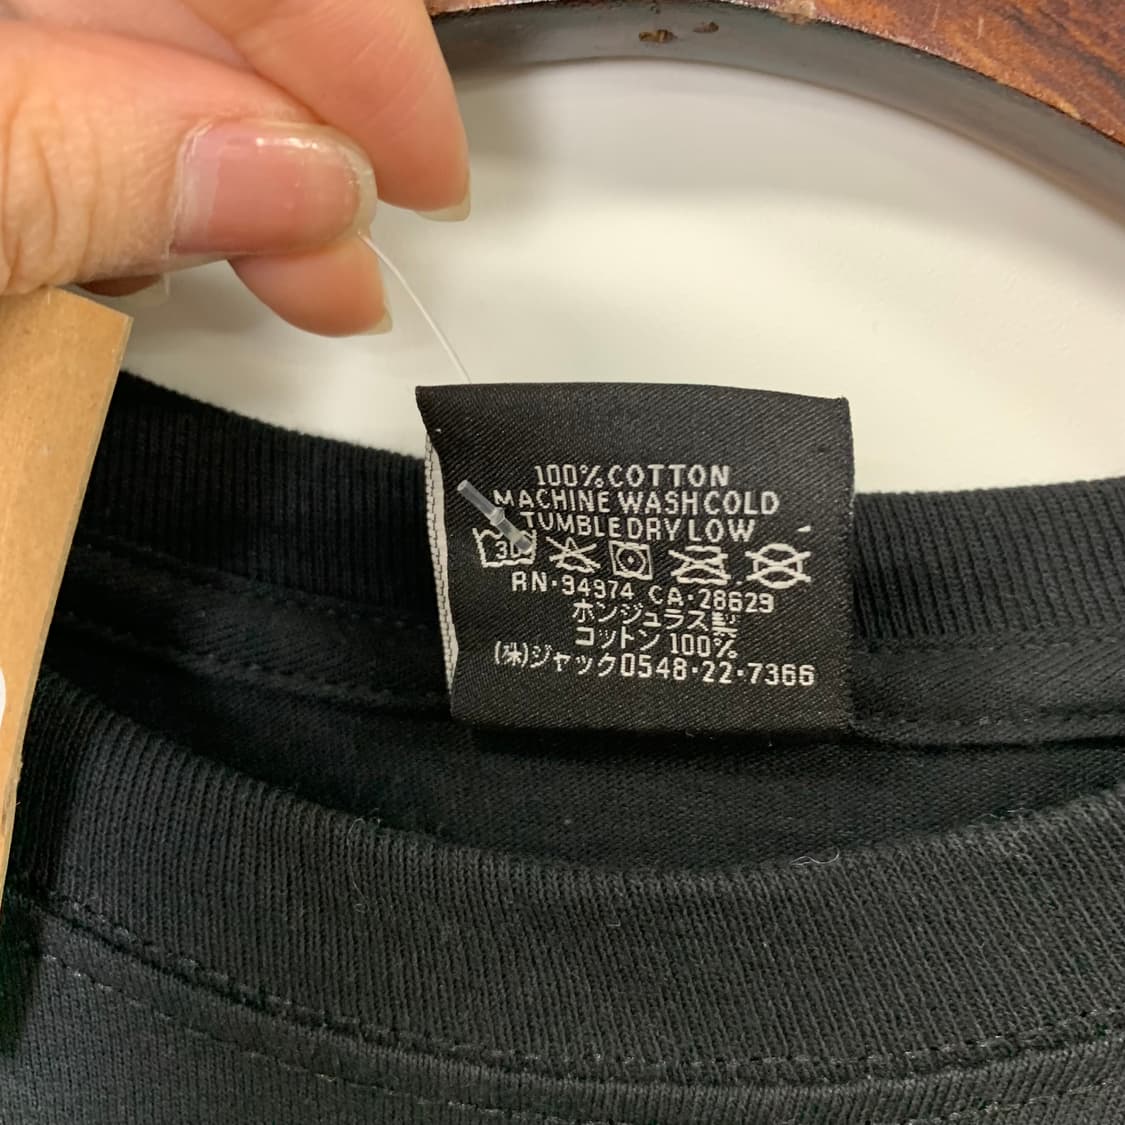 100% COTTON
MACHINE WASH COLD
TUMBLE DRY LOW
30
RN·94974 CA·28629
ホンジュラス製
コットン 100%
(株)ジャック0548·22·7366